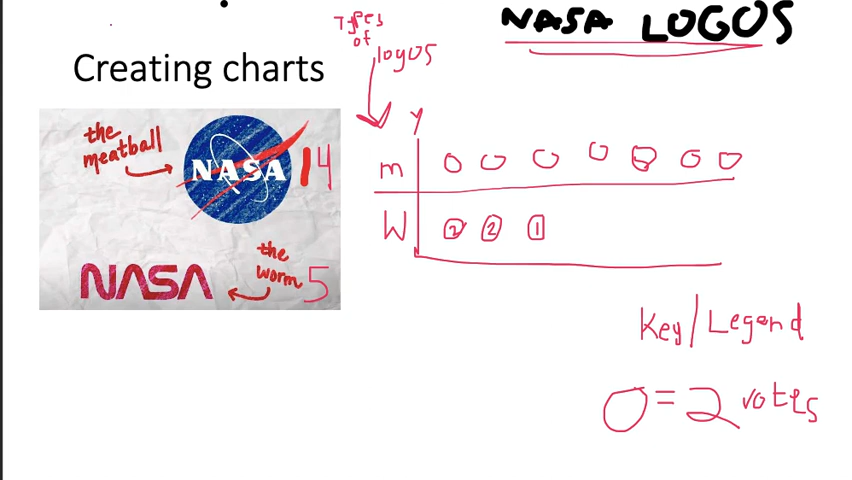 NASA LOGOS
Types
of
logos
Creating charts
the
meatball
NASA
14
NASA
the
worm
5
y
m
W
2 2 1
Key/Legend
O = 2 votes